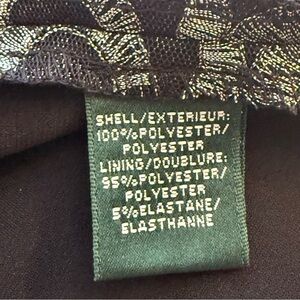 SHELL/EXTERIEUR:
100%POLYESTER/
POLYESTER
LINING/DOUBLURE:
95%POLYESTER/
POLYESTER
5%ELASTANE/
ELASTHANNE